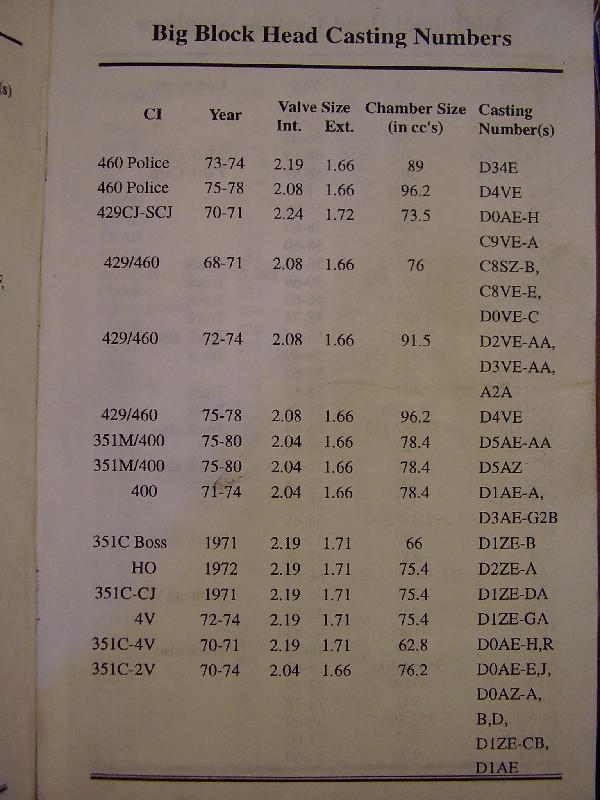 Big Block Head Casting Numbers
CI Year Valve Size Int. Ext. Chamber Size (in cc's) Casting Number(s)
460 Police 73-74 2.19 1.66 89 D34E
460 Police 75-78 2.08 1.66 96.2 D4VE
429CJ-SCJ 70-71 2.24 1.72 73.5 D0AE-H
C9VE-A
429/460 68-71 2.08 1.66 76 C8SZ-B,
C8VE-E,
D0VE-C
429/460 72-74 2.08 1.66 91.5 D2VE-AA,
D3VE-AA,
A2A
429/460 75-78 2.08 1.66 96.2 D4VE
351M/400 75-80 2.04 1.66 78.4 D5AE-AA
351M/400 75-80 2.04 1.66 78.4 D5AZ
400 71-74 2.04 1.66 78.4 D1AE-A,
D3AE-G2B
351C Boss 1971 2.19 1.71 66 D1ZE-B
HO 1972 2.19 1.71 75.4 D2ZE-A
351C-CJ 1971 2.19 1.71 75.4 D1ZE-DA
4V 72-74 2.19 1.71 75.4 D1ZE-GA
351C-4V 70-71 2.19 1.71 62.8 D0AE-H,R
351C-2V 70-74 2.04 1.66 76.2 D0AE-E,J,
D0AZ-A,
B,D,
D1ZE-CB,
D1AE